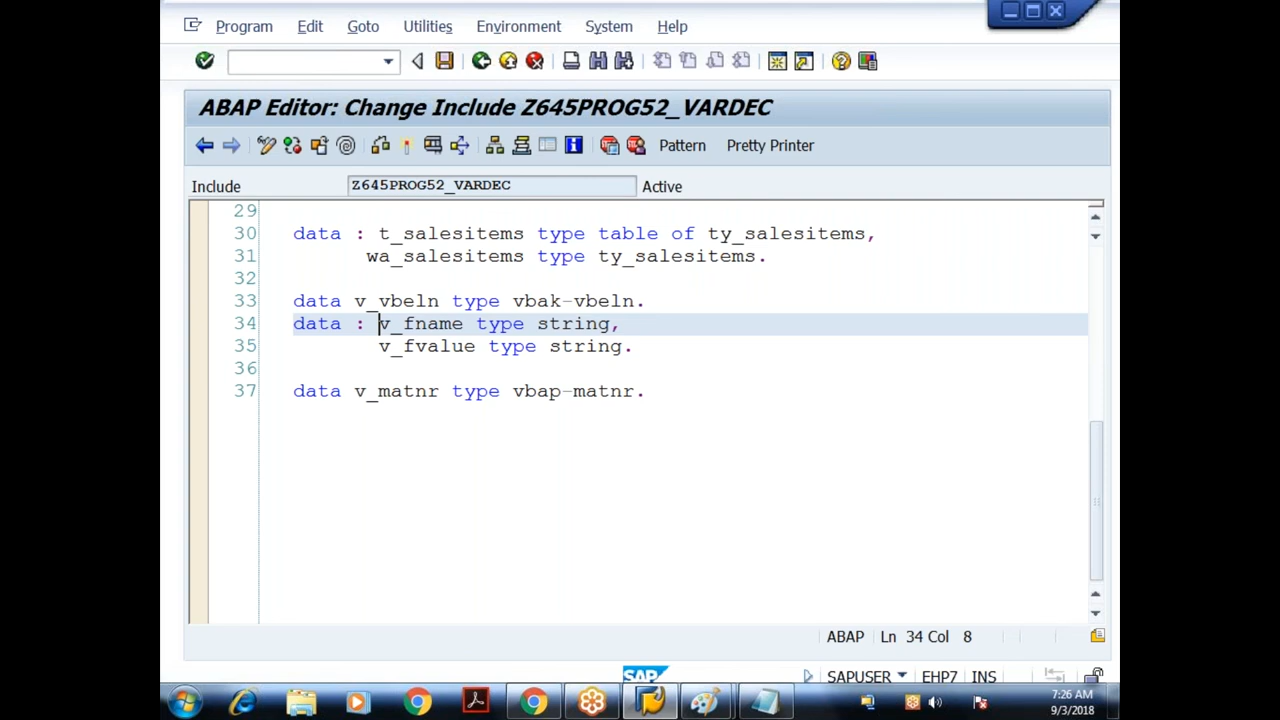 Program Edit Goto Utilities Environment System Help
ABAP Editor: Change Include Z645PROG52_VARDEC
Pattern Pretty Printer
Include Z645PROG52_VARDEC Active
29
30 data : t_salesitems type table of ty_salesitems,
31 wa_salesitems type ty_salesitems.
32
33 data v_vbeln type vbak-vbeln.
34 data : v_fname type string,
35 v_fvalue type string.
36
37 data v_matnr type vbap-matnr.
ABAP Ln 34 Col 8
SAP SAPUSER EHP7 INS
7:26 AM
9/3/2018